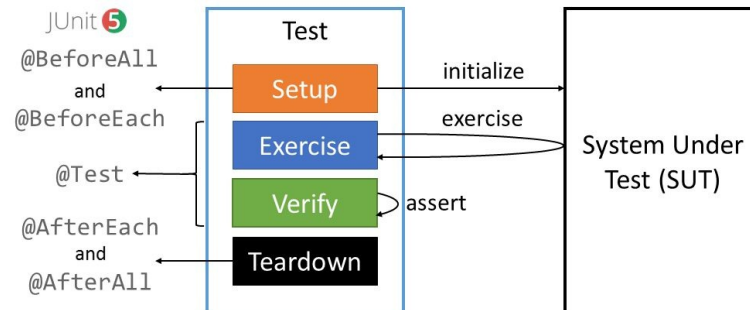 JUnit 5
@BeforeAll
and
@BeforeEach
@Test
@AfterEach
and
@AfterAll
Test
Setup
Exercise
Verify
Teardown
initialize
exercise
assert
System Under
Test (SUT)